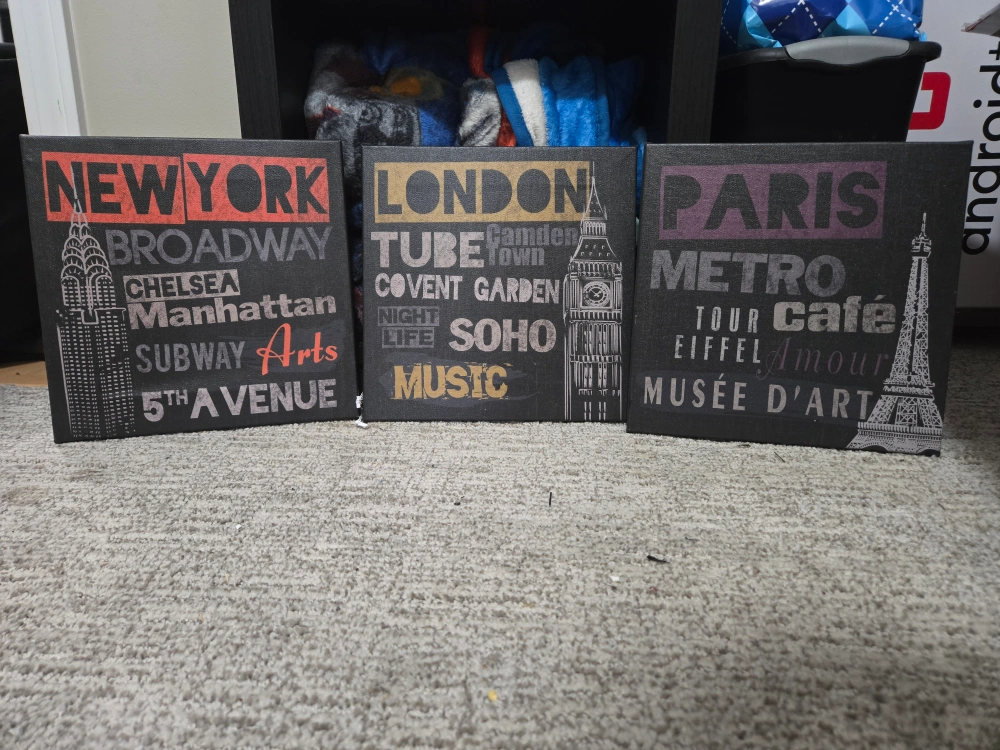 NEW YORK
BROADWAY
CHELSEA
Manhattan
SUBWAY Arts
5TH AVENUE
LONDON
TUBE Camden Town
COVENT GARDEN
NIGHT LIFE SOHO
MUSIC
PARIS
METRO
TOUR café
EIFFEL Amour
MUSÉE D'ART
android